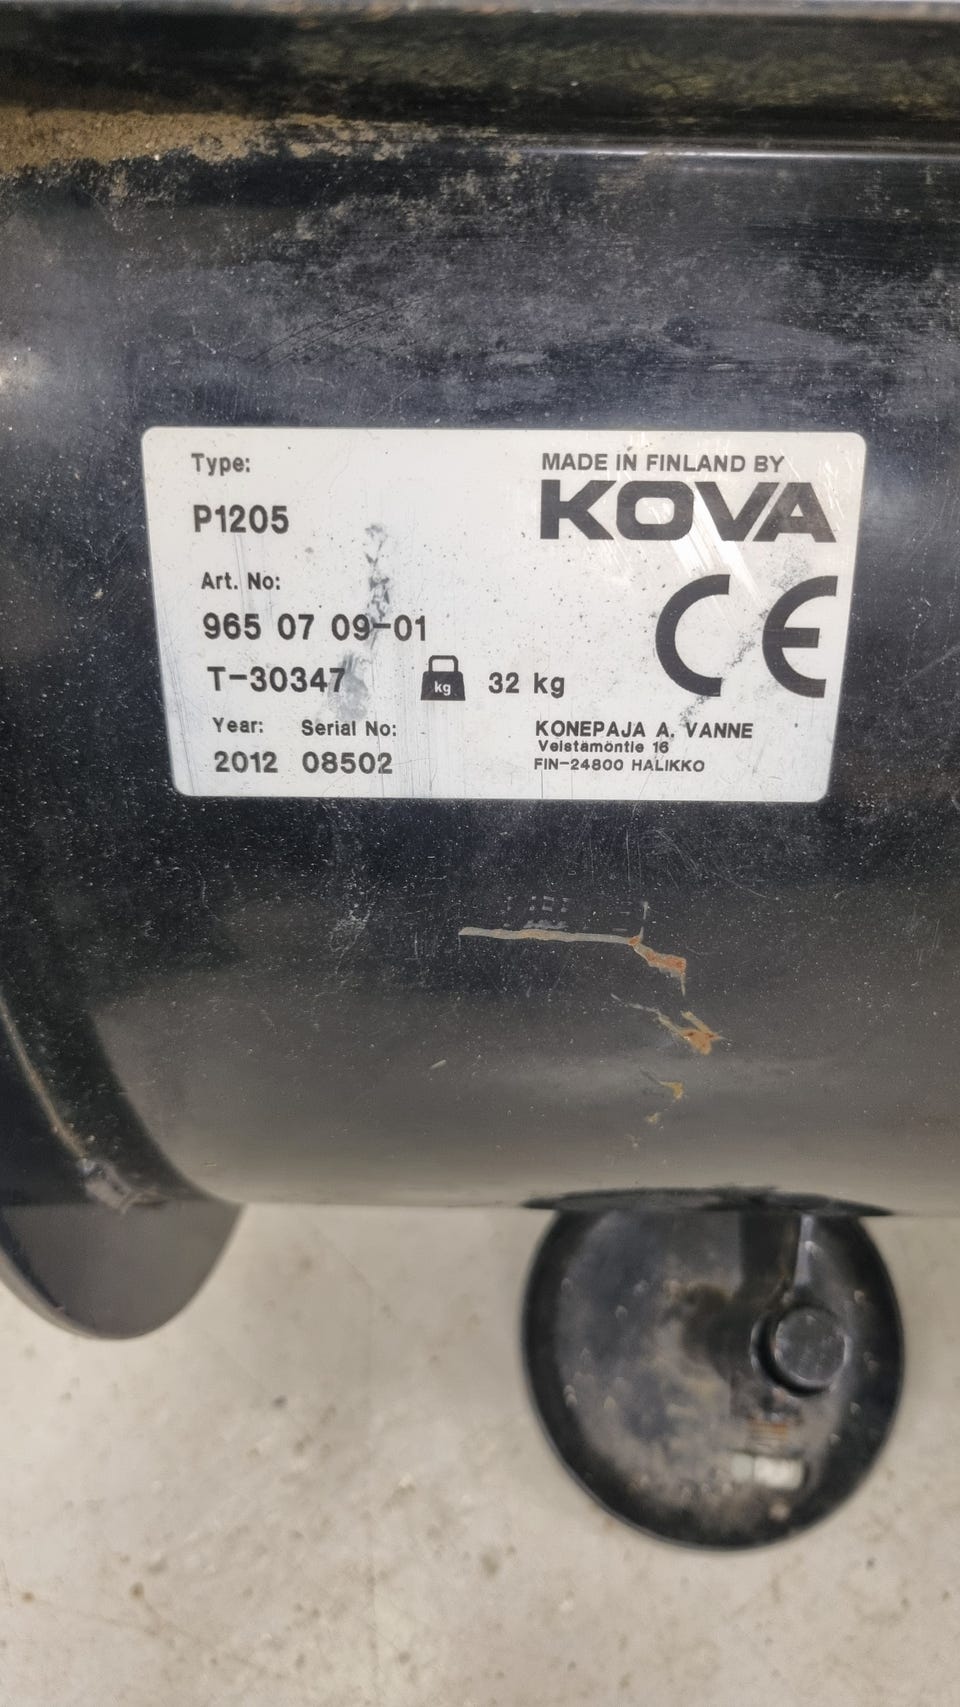 Type:
P1205
Art. No:
965 07 09-01
T-30347
kg
32 kg
Year: Serial No:
2012 08502
MADE IN FINLAND BY
KOVA
CE
KONEPAJA A. VANNE
Veistämöntie 16
FIN-24800 HALIKKO